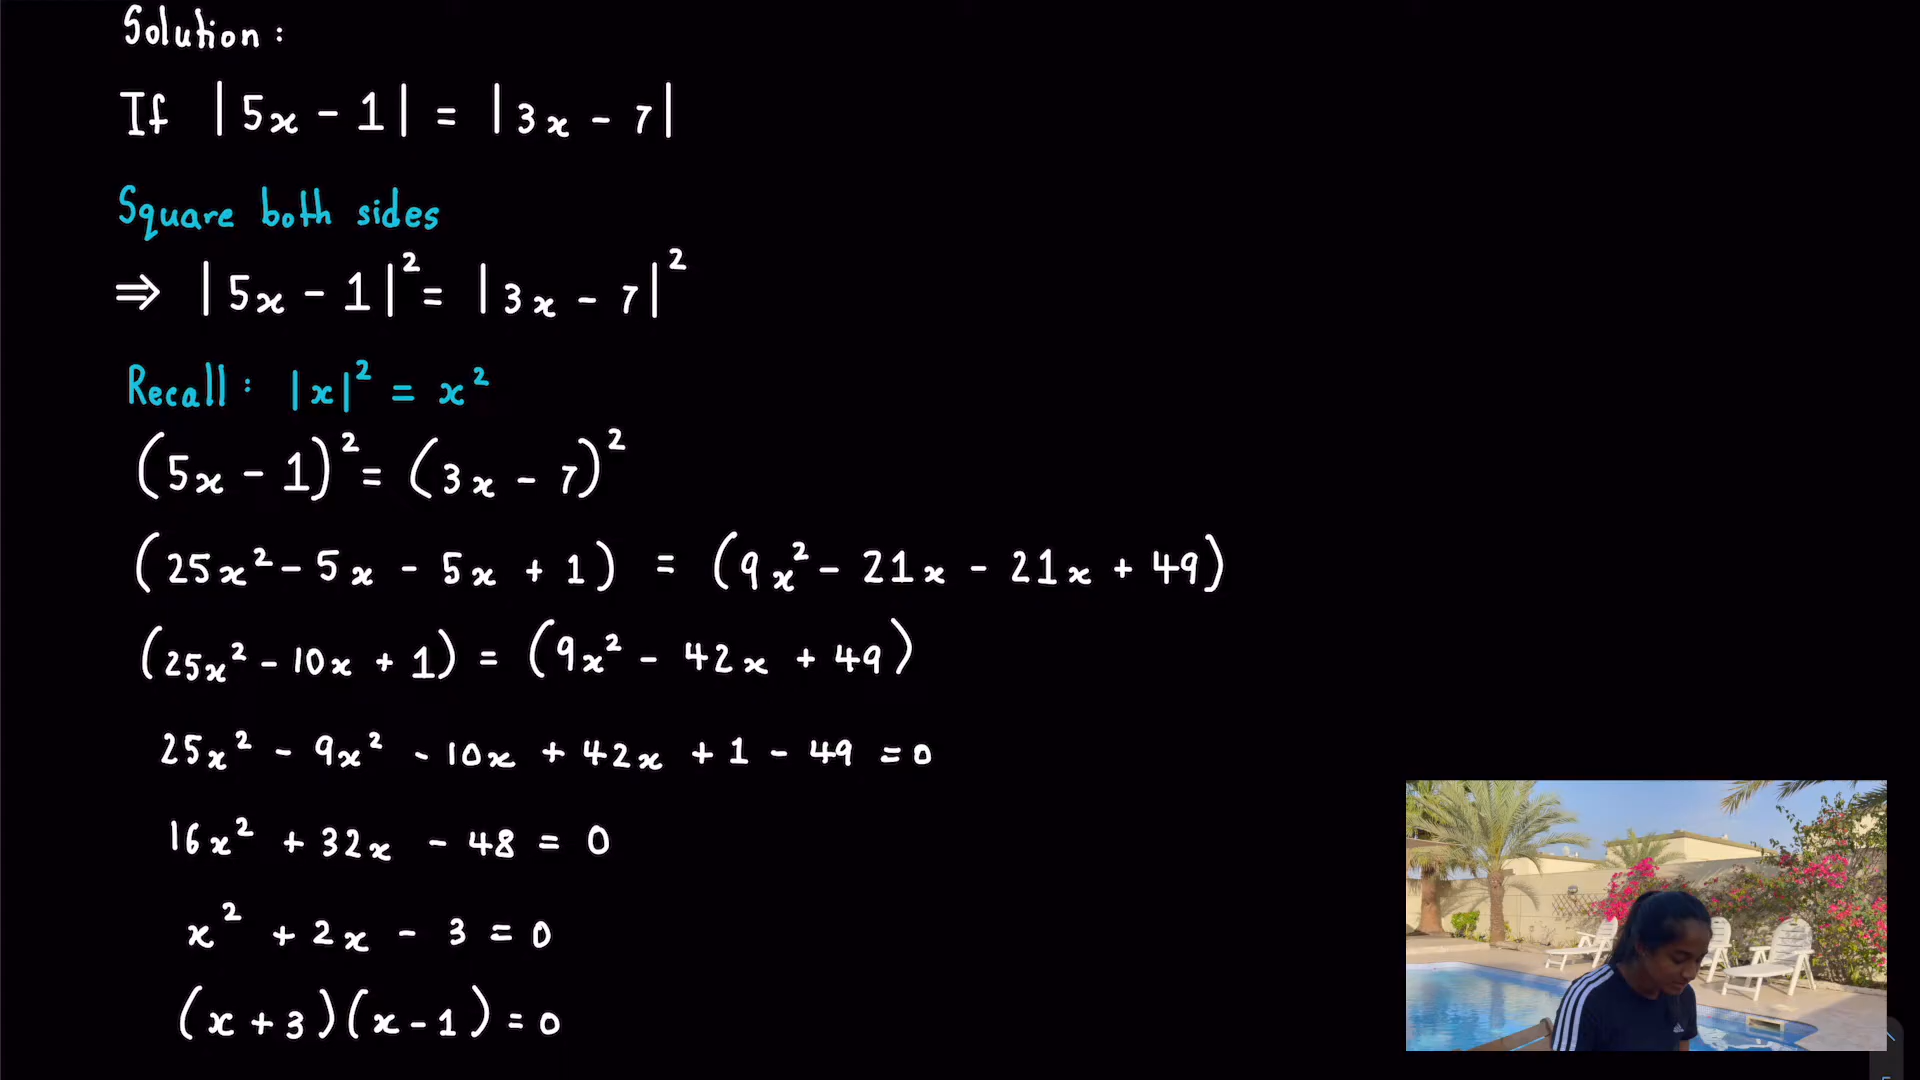 Solution:
If |5x - 1| = |3x - 7|
Square both sides
⇒ |5x - 1|² = |3x - 7|²
Recall: |x|² = x²
(5x - 1)² = (3x - 7)²
(25x² - 5x - 5x + 1) = (9x² - 21x - 21x + 49)
(25x² - 10x + 1) = (9x² - 42x + 49)
25x² - 9x² - 10x + 42x + 1 - 49 = 0
16x² + 32x - 48 = 0
x² + 2x - 3 = 0
(x + 3)(x - 1) = 0